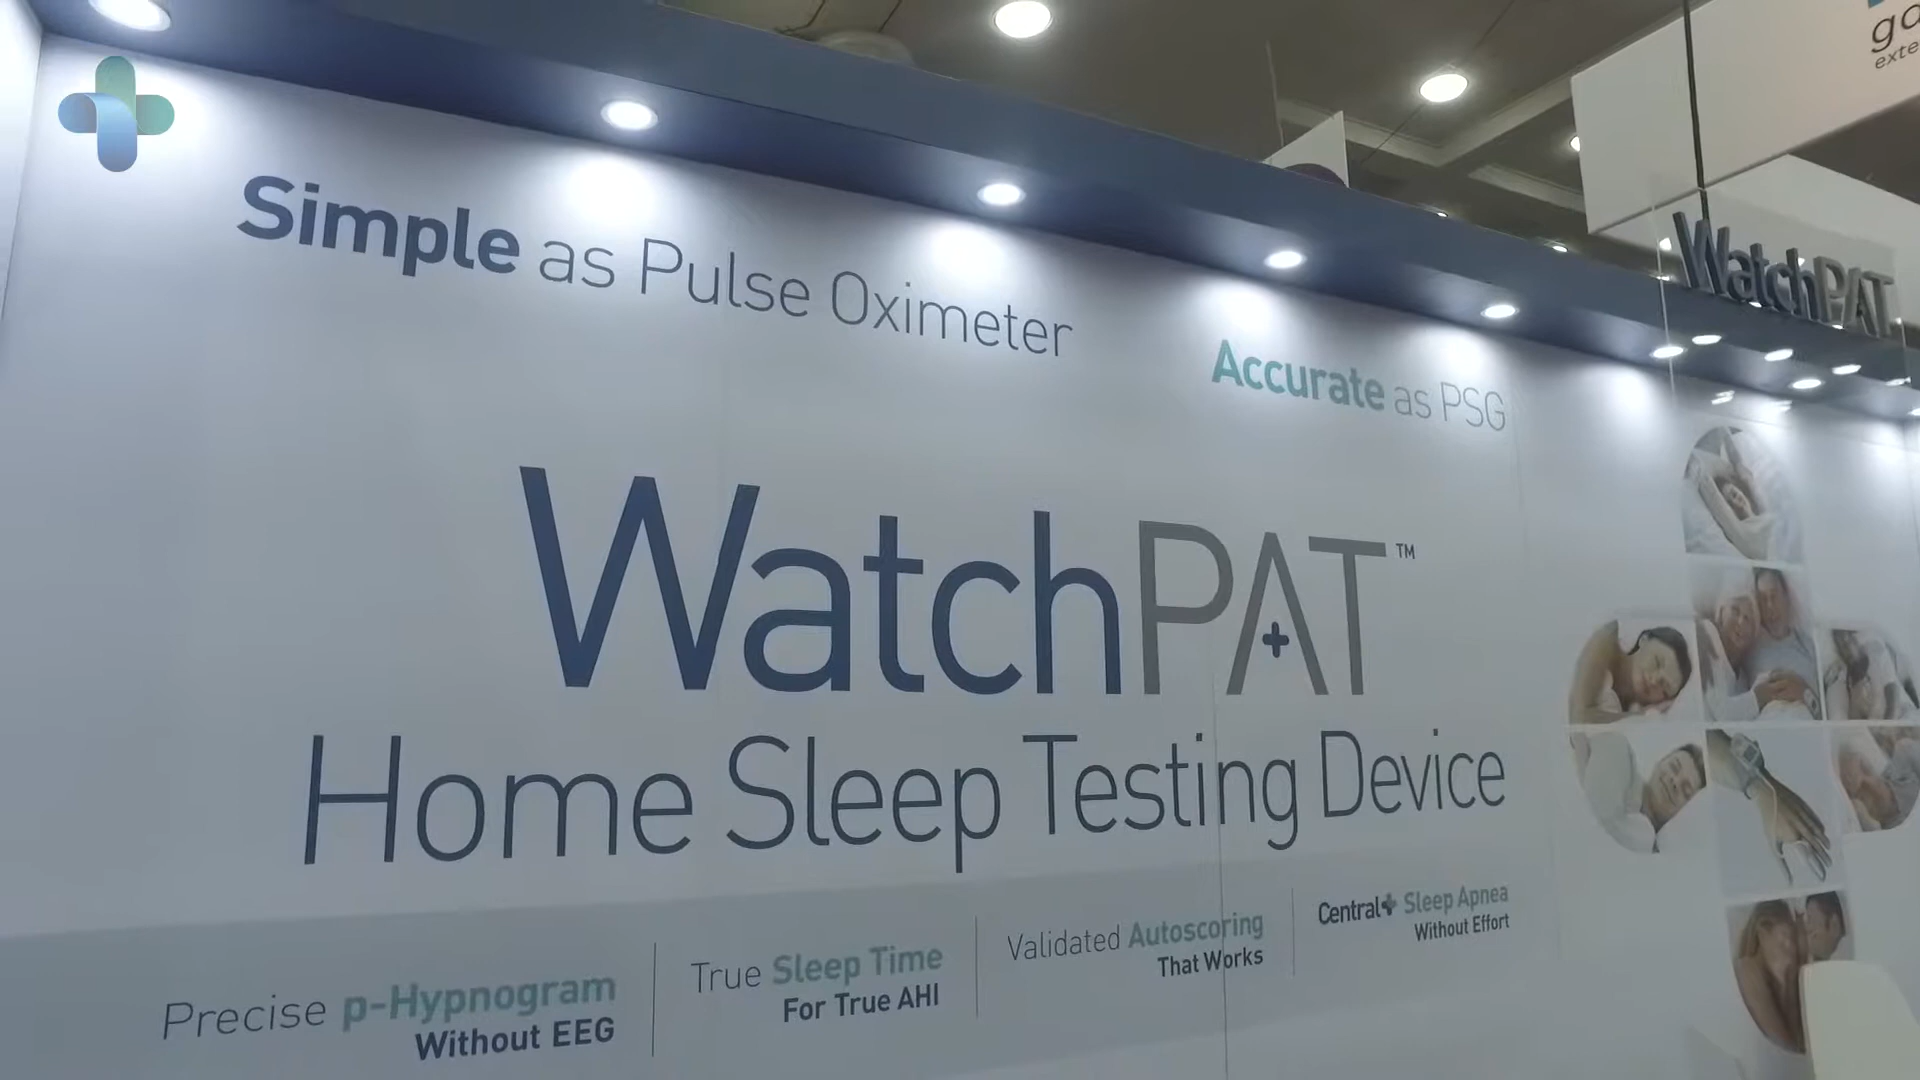 Simple as Pulse Oximeter
Accurate as PSG
WatchPAT™
Home Sleep Testing Device
Precise p-Hypnogram
Without EEG
True Sleep Time
For True AHI
Validated Autoscoring
That Works
Central+ Sleep Apnea
Without Effort
WatchPAT